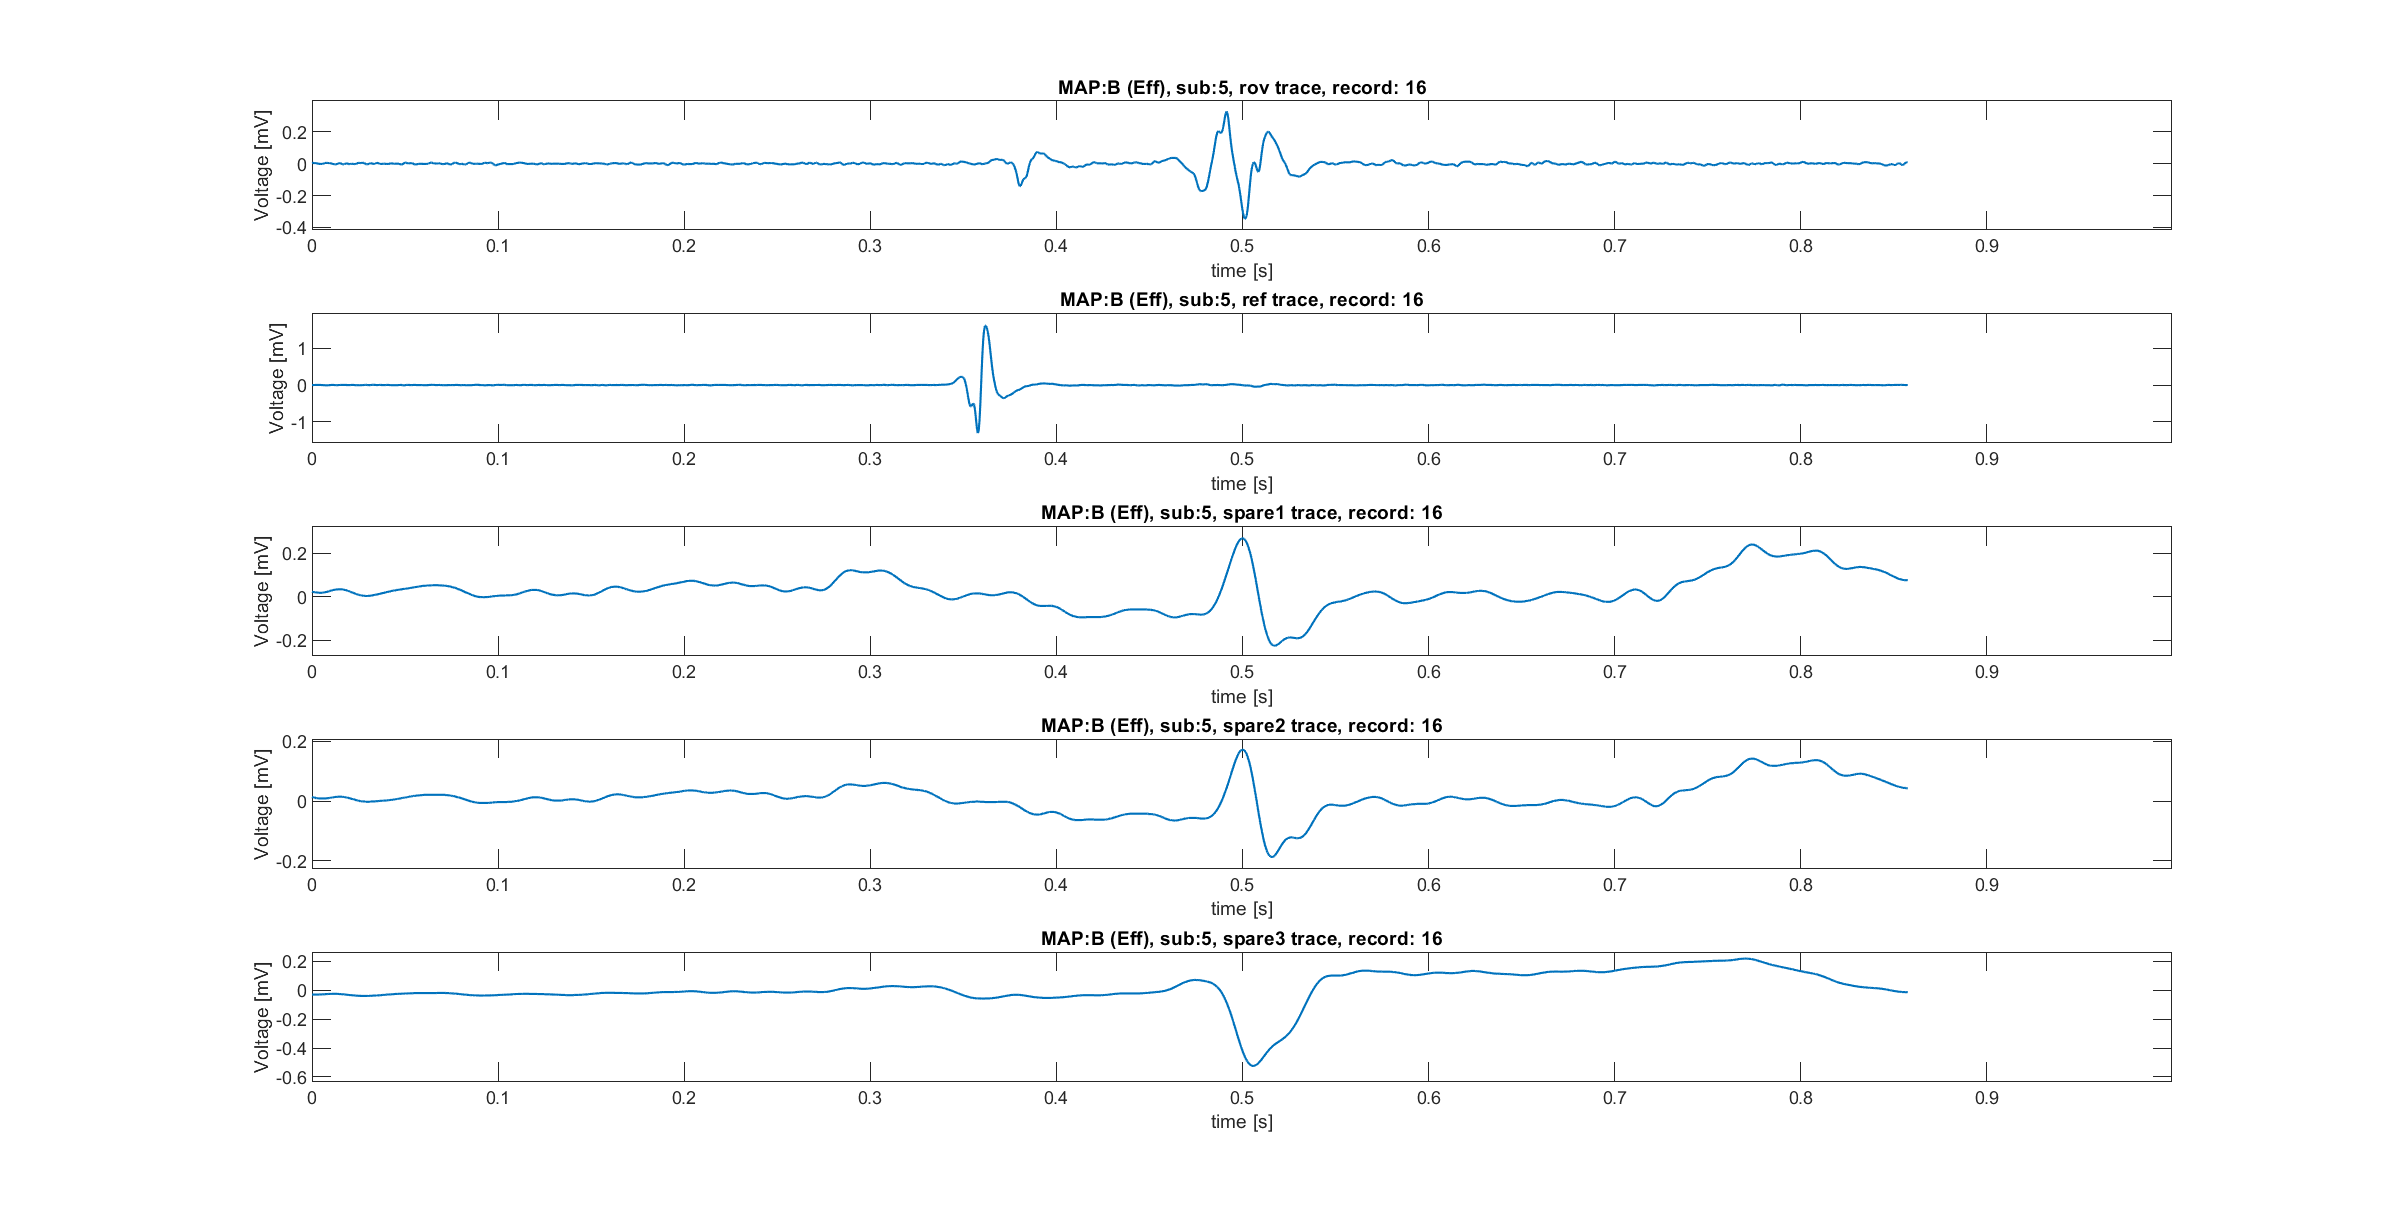 MAP:B (Eff), sub:5, rov trace, record: 16
Voltage [mV]
0.2
0
-0.2
-0.4
0 0.1 0.2 0.3 0.4 0.5 0.6 0.7 0.8 0.9
time [s]
MAP:B (Eff), sub:5, ref trace, record: 16
Voltage [mV]
1
0
-1
0 0.1 0.2 0.3 0.4 0.5 0.6 0.7 0.8 0.9
time [s]
MAP:B (Eff), sub:5, spare1 trace, record: 16
Voltage [mV]
0.2
0
-0.2
0 0.1 0.2 0.3 0.4 0.5 0.6 0.7 0.8 0.9
time [s]
MAP:B (Eff), sub:5, spare2 trace, record: 16
Voltage [mV]
0.2
0
-0.2
0 0.1 0.2 0.3 0.4 0.5 0.6 0.7 0.8 0.9
time [s]
MAP:B (Eff), sub:5, spare3 trace, record: 16
Voltage [mV]
0.2
0
-0.2
-0.4
-0.6
0 0.1 0.2 0.3 0.4 0.5 0.6 0.7 0.8 0.9
time [s]